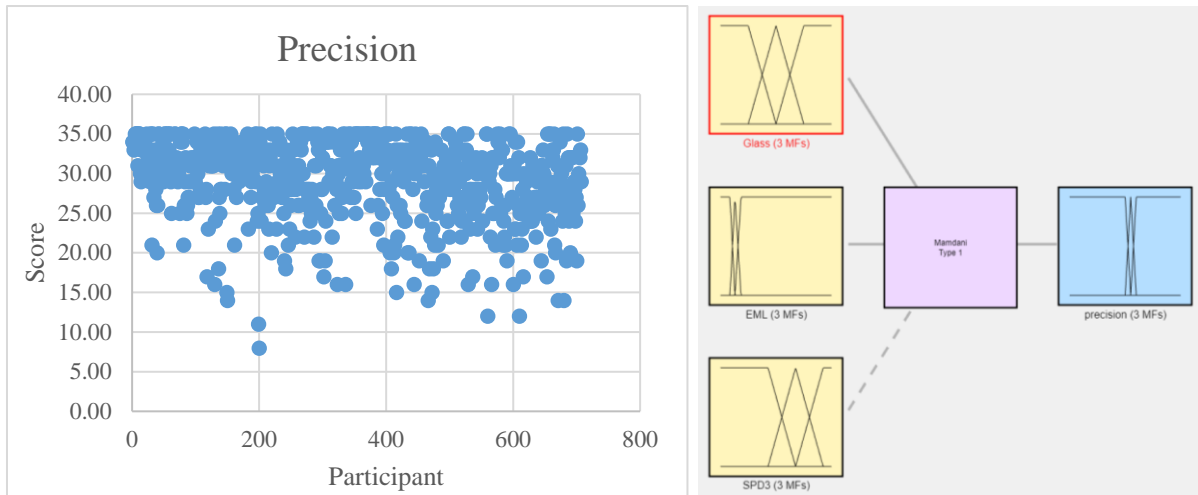 Precision
Score
40.00
35.00
30.00
25.00
20.00
15.00
10.00
5.00
0.00
0
200
400
600
800
Participant
Glass (3 MFs)
EML (3 MFs)
SPD3 (3 MFs)
Mamdani
Type 1
precision (3 MFs)